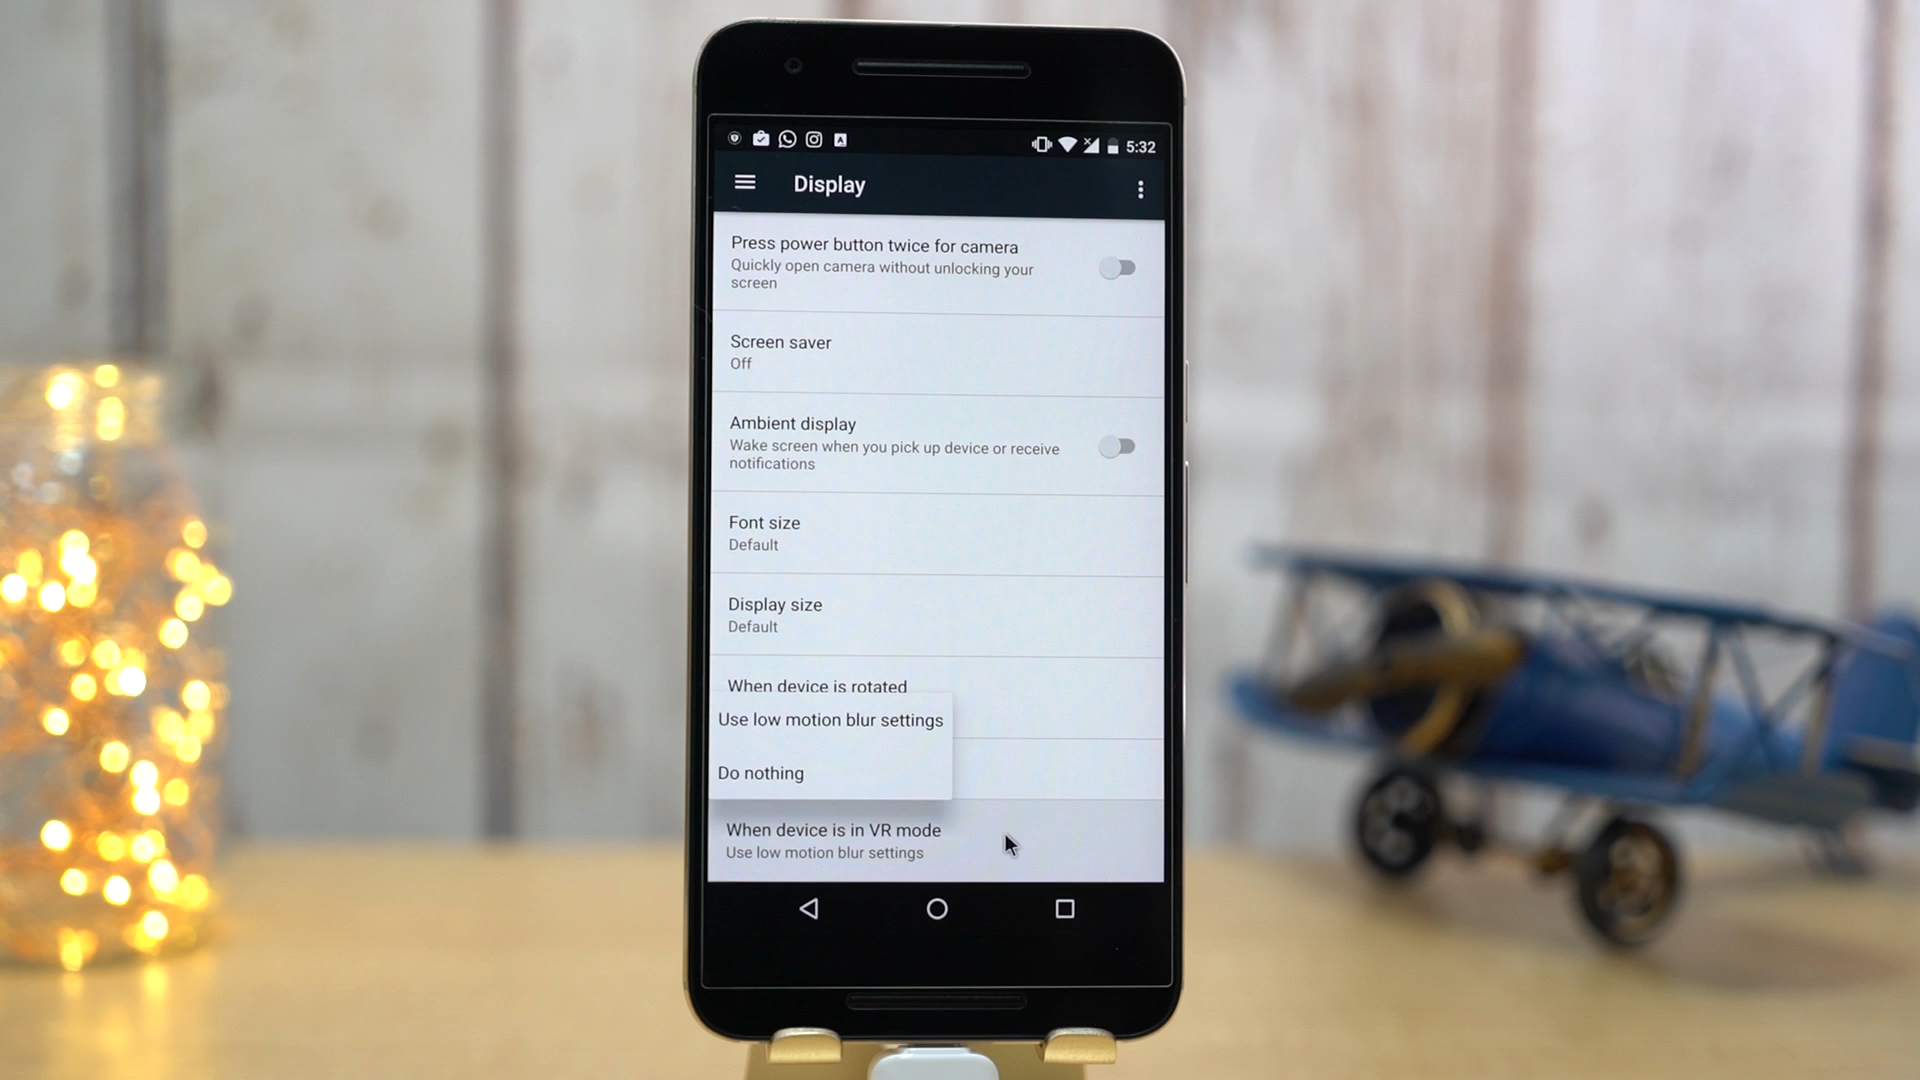 5:32
Display
Press power button twice for camera
Quickly open camera without unlocking your
screen
Screen saver
Off
Ambient display
Wake screen when you pick up device or receive
notifications
Font size
Default
Display size
Default
When device is rotated
Use low motion blur settings
Do nothing
When device is in VR mode
Use low motion blur settings